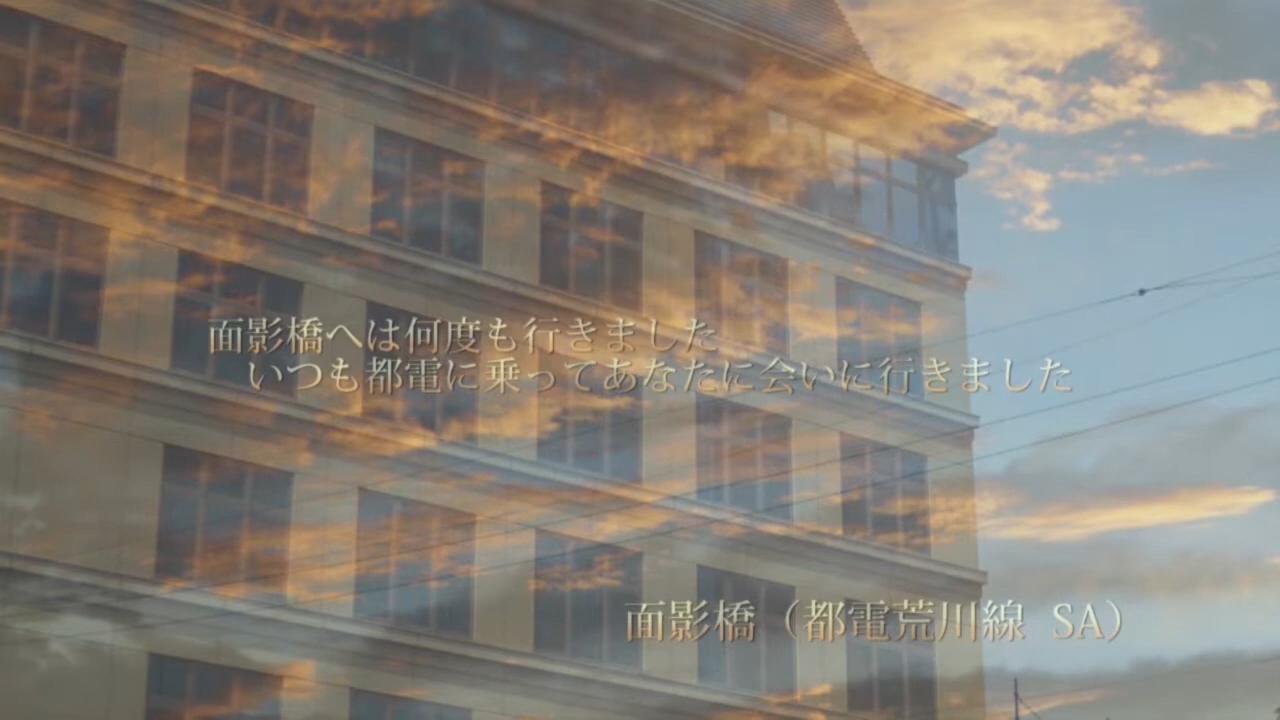 面影橋へは何度も行きました
いつも都電に乗ってあなたに会いに行きました
面影橋（都電荒川線 SA）